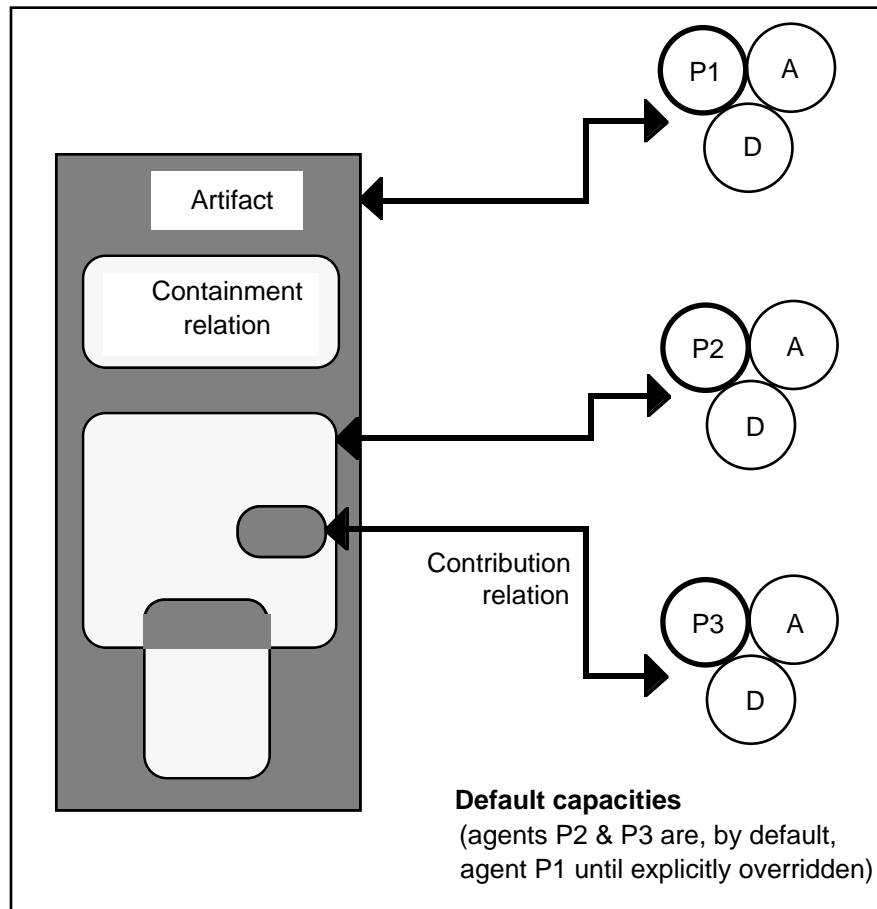 P1
A
D
Artifact
Containment
relation
P2
A
D
Contribution
relation
P3
A
D
Default capacities
(agents P2 & P3 are, by default,
agent P1 until explicitly overridden)